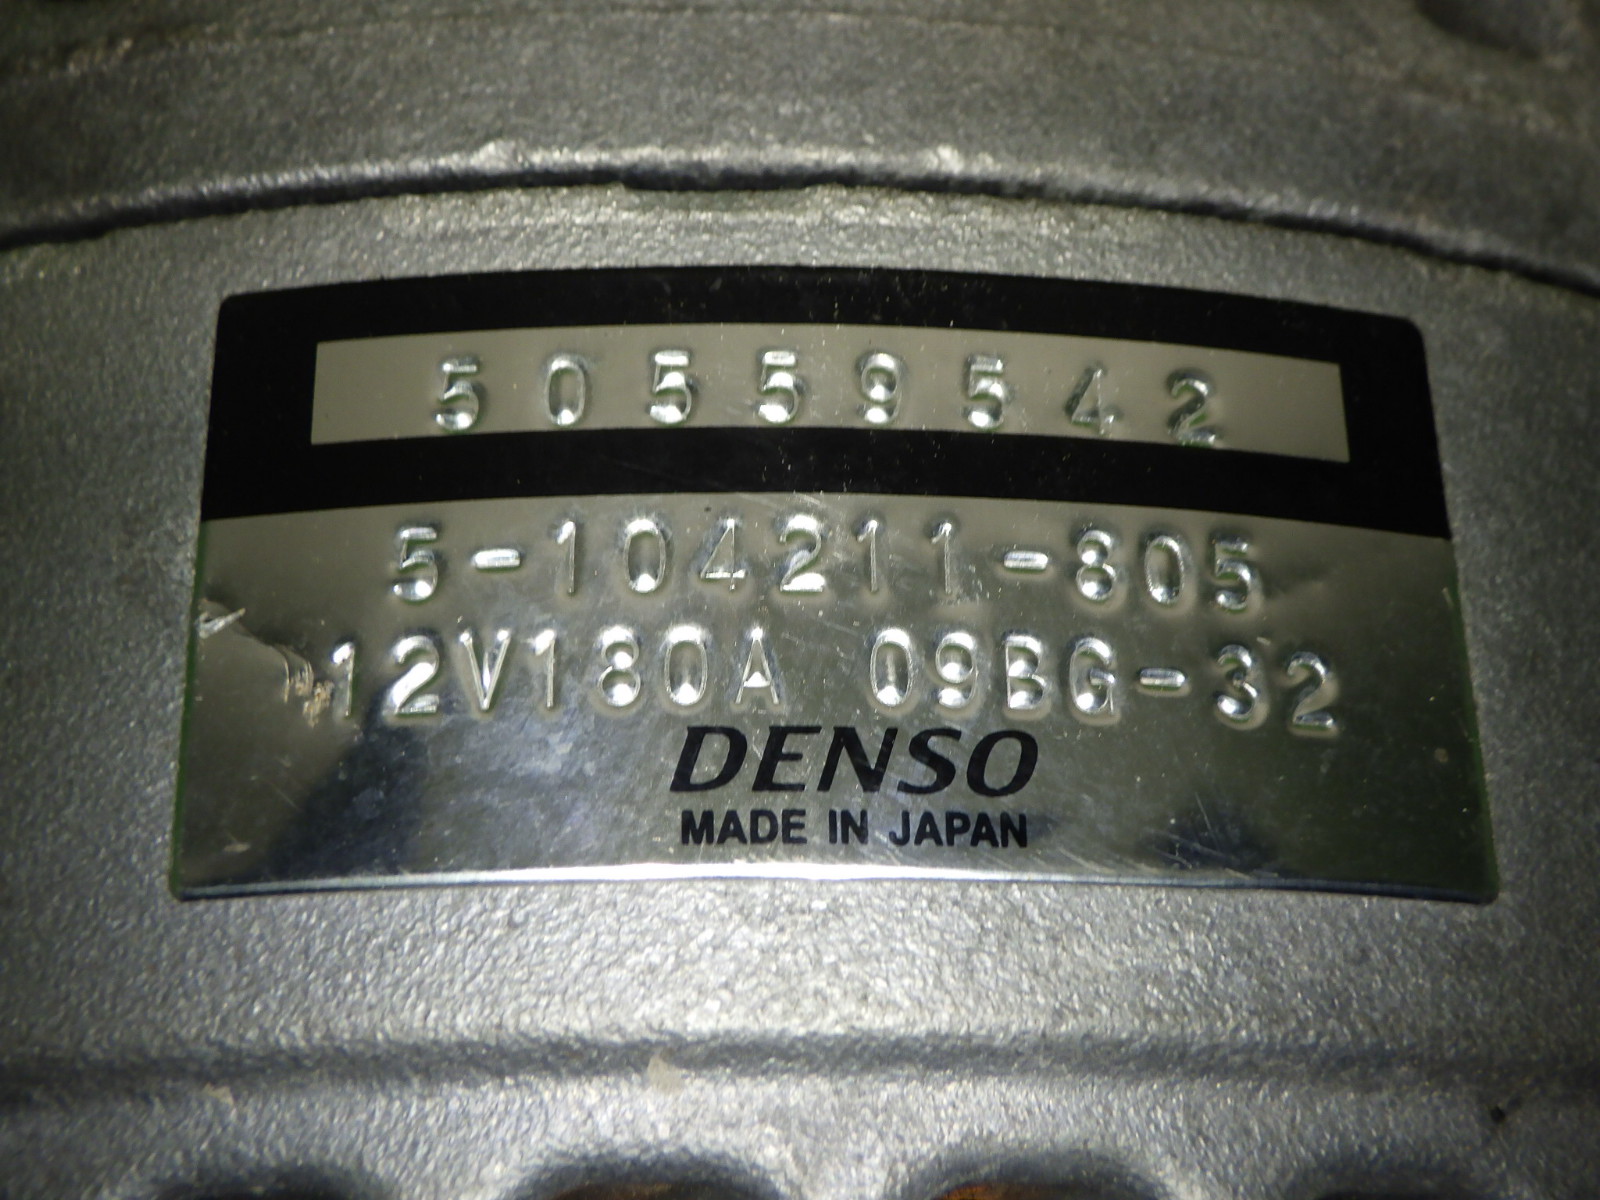 50559542
5-104211-805
12V180A 09BG-32
DENSO
MADE IN JAPAN